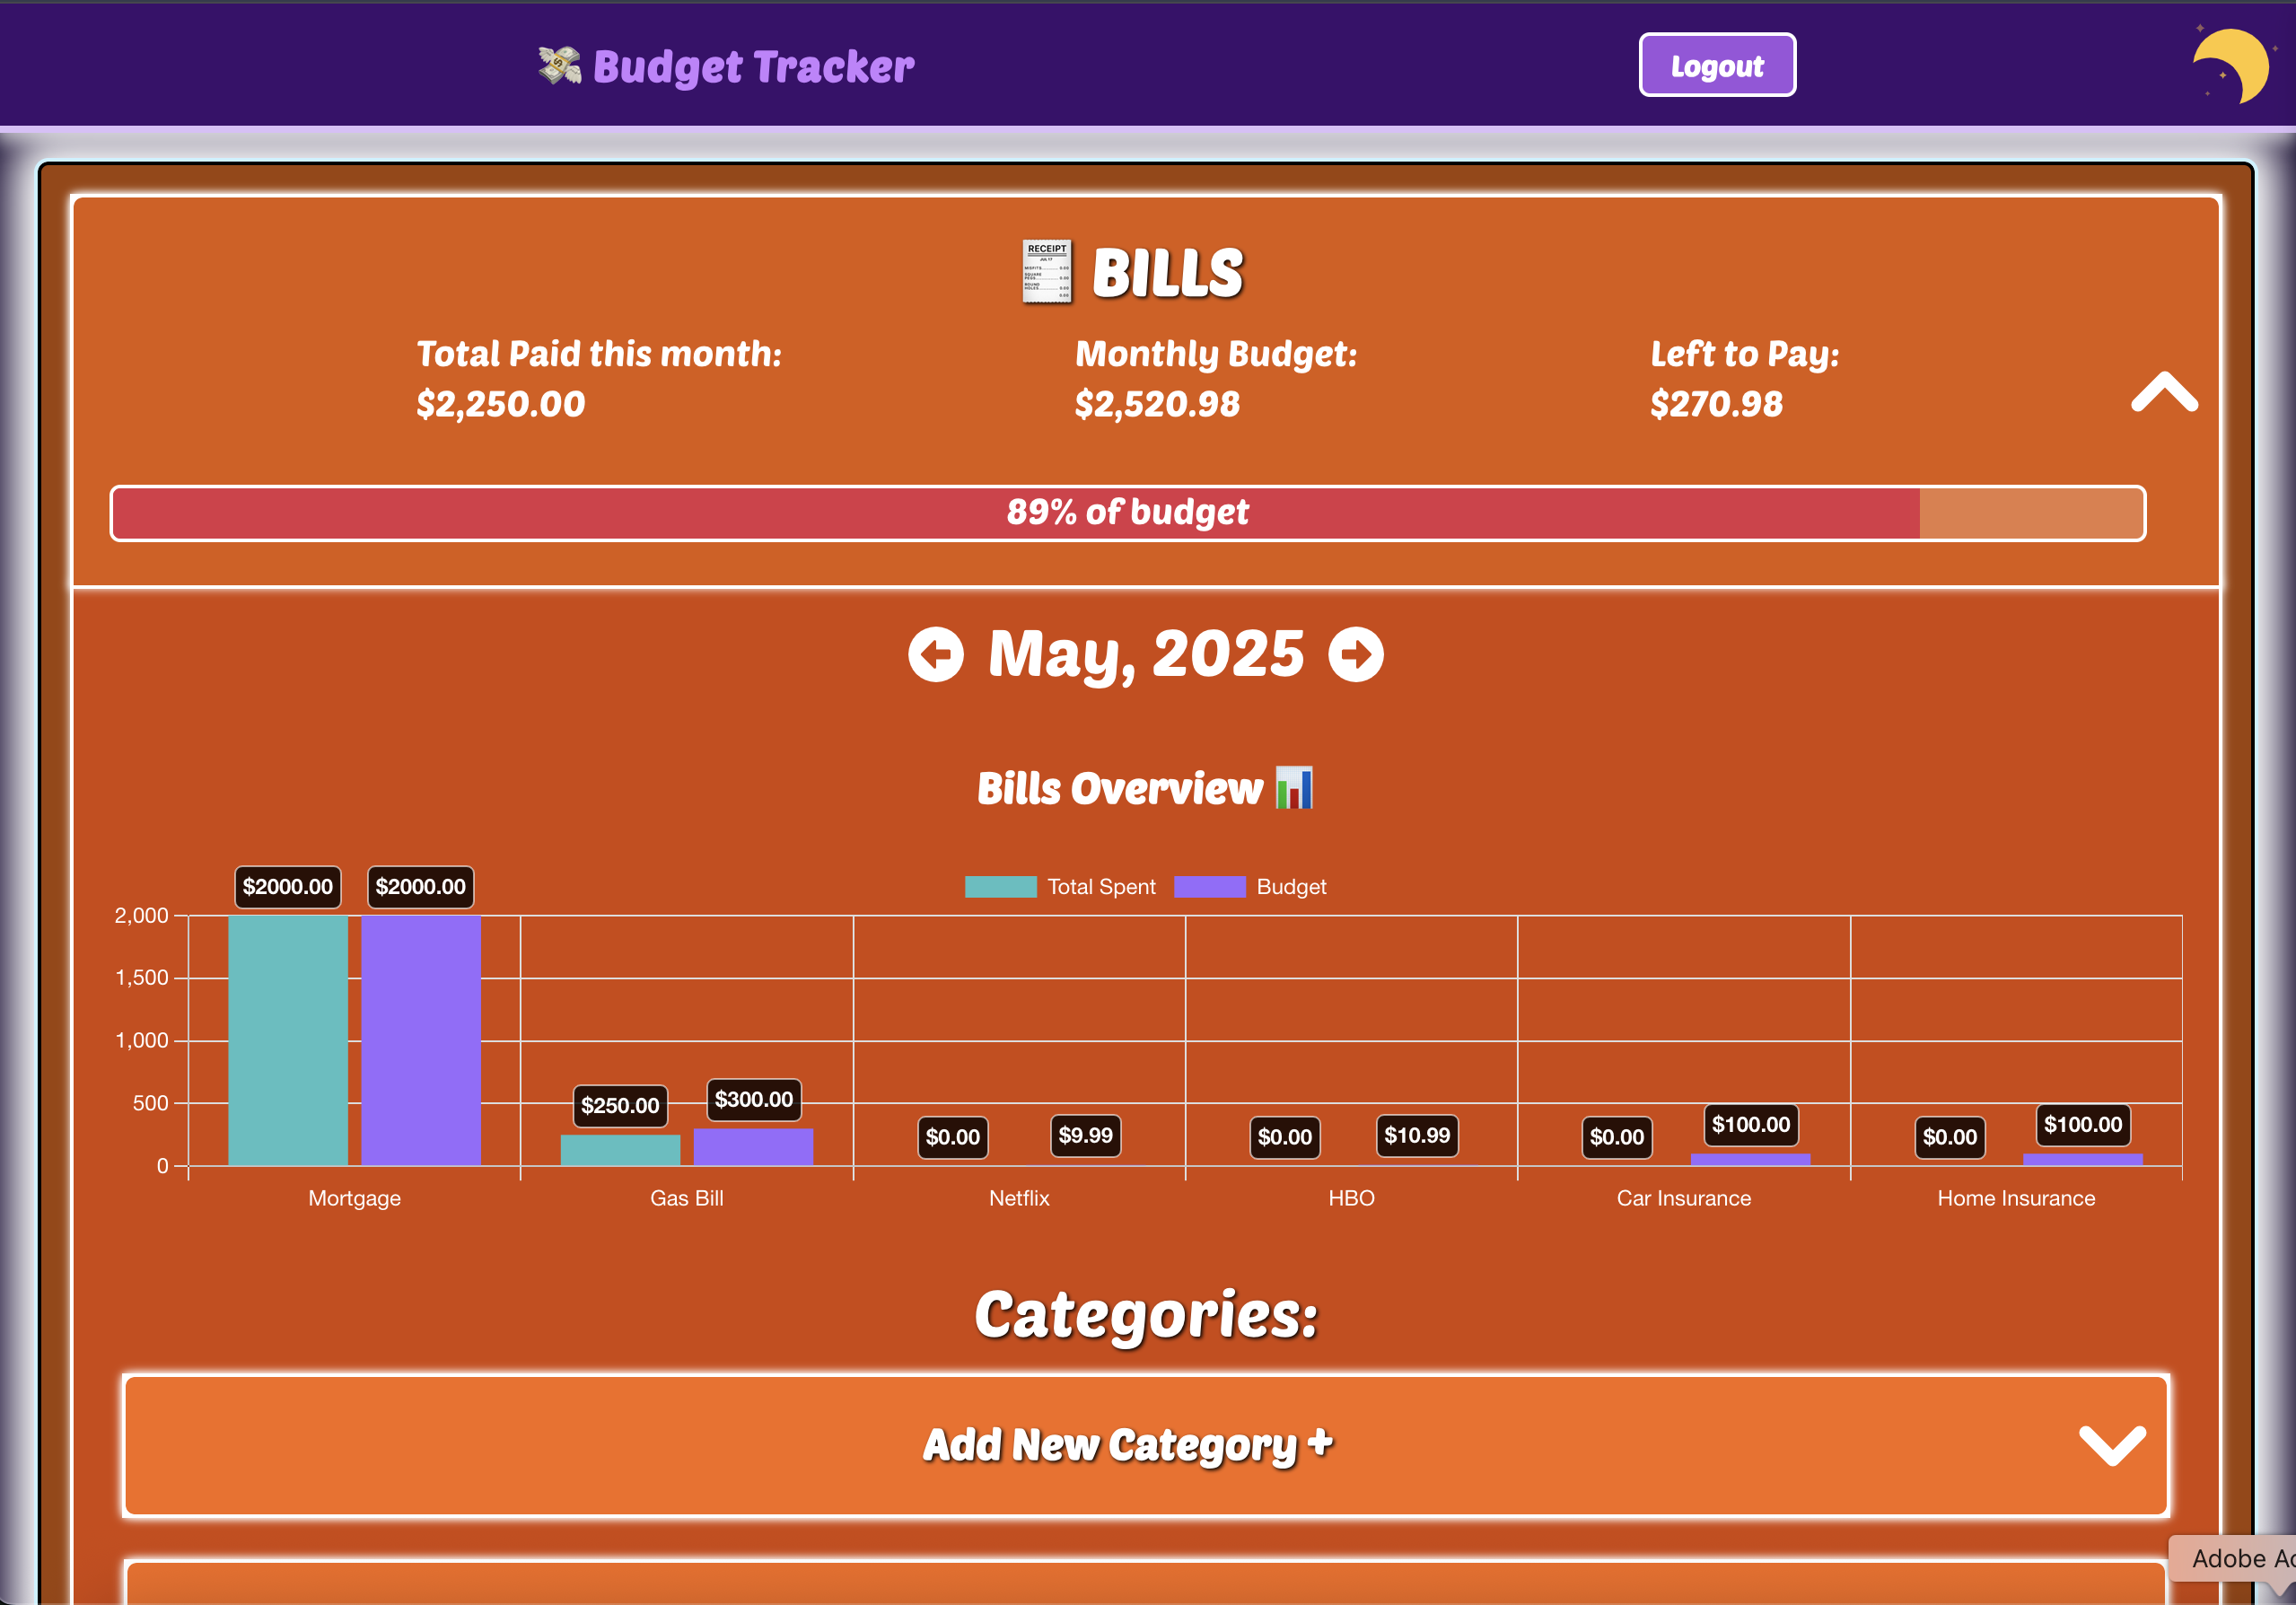 Budget Tracker
Logout
RECEIPT
BILLS
Total Paid this month:
$2,250.00
Monthly Budget:
$2,520.98
Left to Pay:
$270.98
89% of budget
May, 2025
Bills Overview
Total Spent
Budget
$2000.00 $2000.00
2,000
1,500
1,000
500
0
$250.00 $300.00
$0.00 $9.99
$0.00 $10.99
$0.00 $100.00
$0.00 $100.00
Mortgage
Gas Bill
Netflix
HBO
Car Insurance
Home Insurance
Categories:
Add New Category +
Adobe